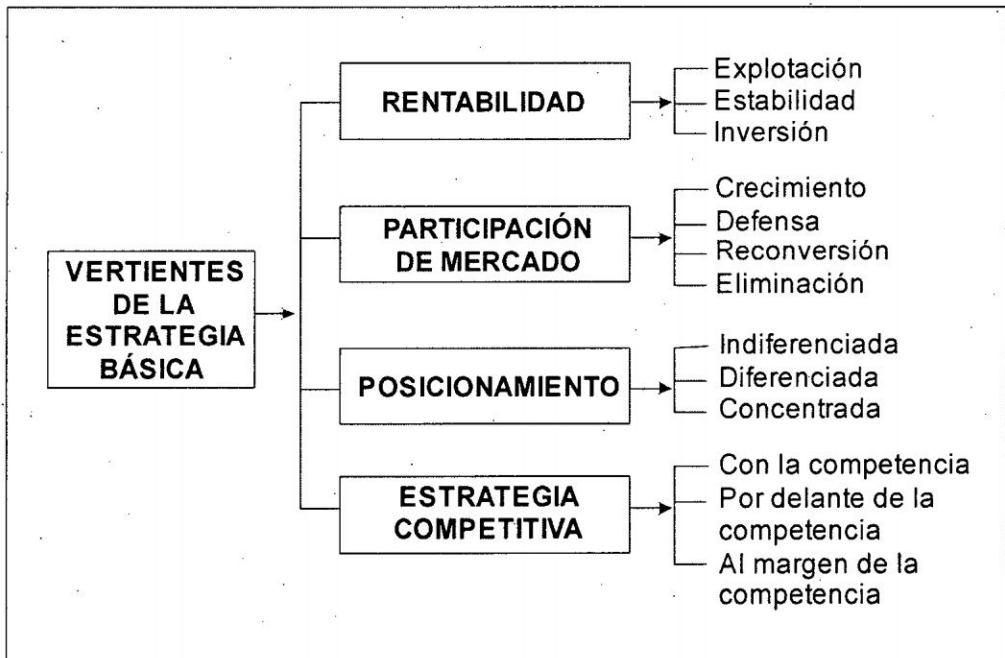 VERTIENTES
DE LA
ESTRATEGIA
BÁSICA
RENTABILIDAD
Explotación
Estabilidad
Inversión
PARTICIPACIÓN
DE MERCADO
Crecimiento
Defensa
Reconversión
Eliminación
POSICIONAMIENTO
Indiferenciada
Diferenciada
Concentrada
ESTRATEGIA
COMPETITIVA
Con la competencia
Por delante de la
competencia
Al margen de la
competencia